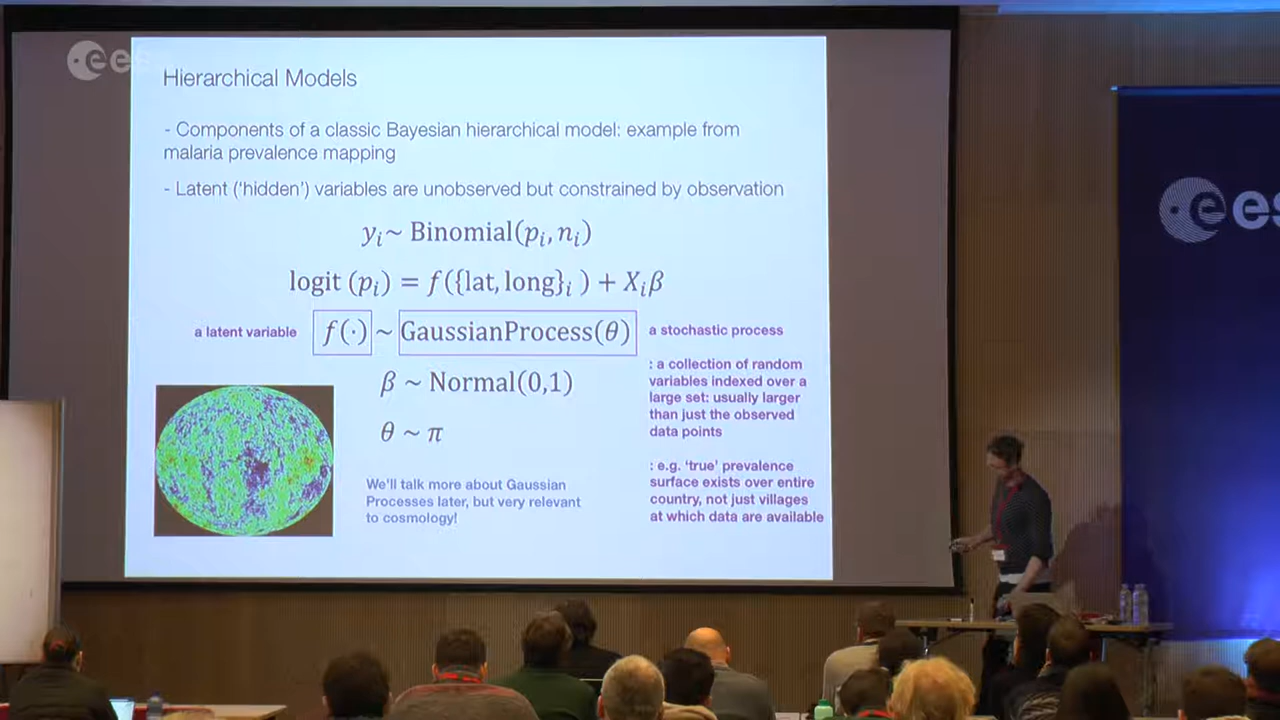 ees
Hierarchical Models
- Components of a classic Bayesian hierarchical model: example from
malaria prevalence mapping
- Latent ('hidden') variables are unobserved but constrained by observation
yᵢ~ Binomial(pᵢ, nᵢ)
logit (pᵢ) = f({lat, long}ᵢ ) + Xᵢβ
a latent variable
f(·) ~ GaussianProcess(θ)
a stochastic process
: a collection of random
variables indexed over a
large set: usually larger
than just the observed
data points
β ~ Normal(0,1)
θ ~ π
: e.g. 'true' prevalence
surface exists over entire
country, not just villages
at which data are available
We'll talk more about Gaussian
Processes later, but very relevant
to cosmology!
ees